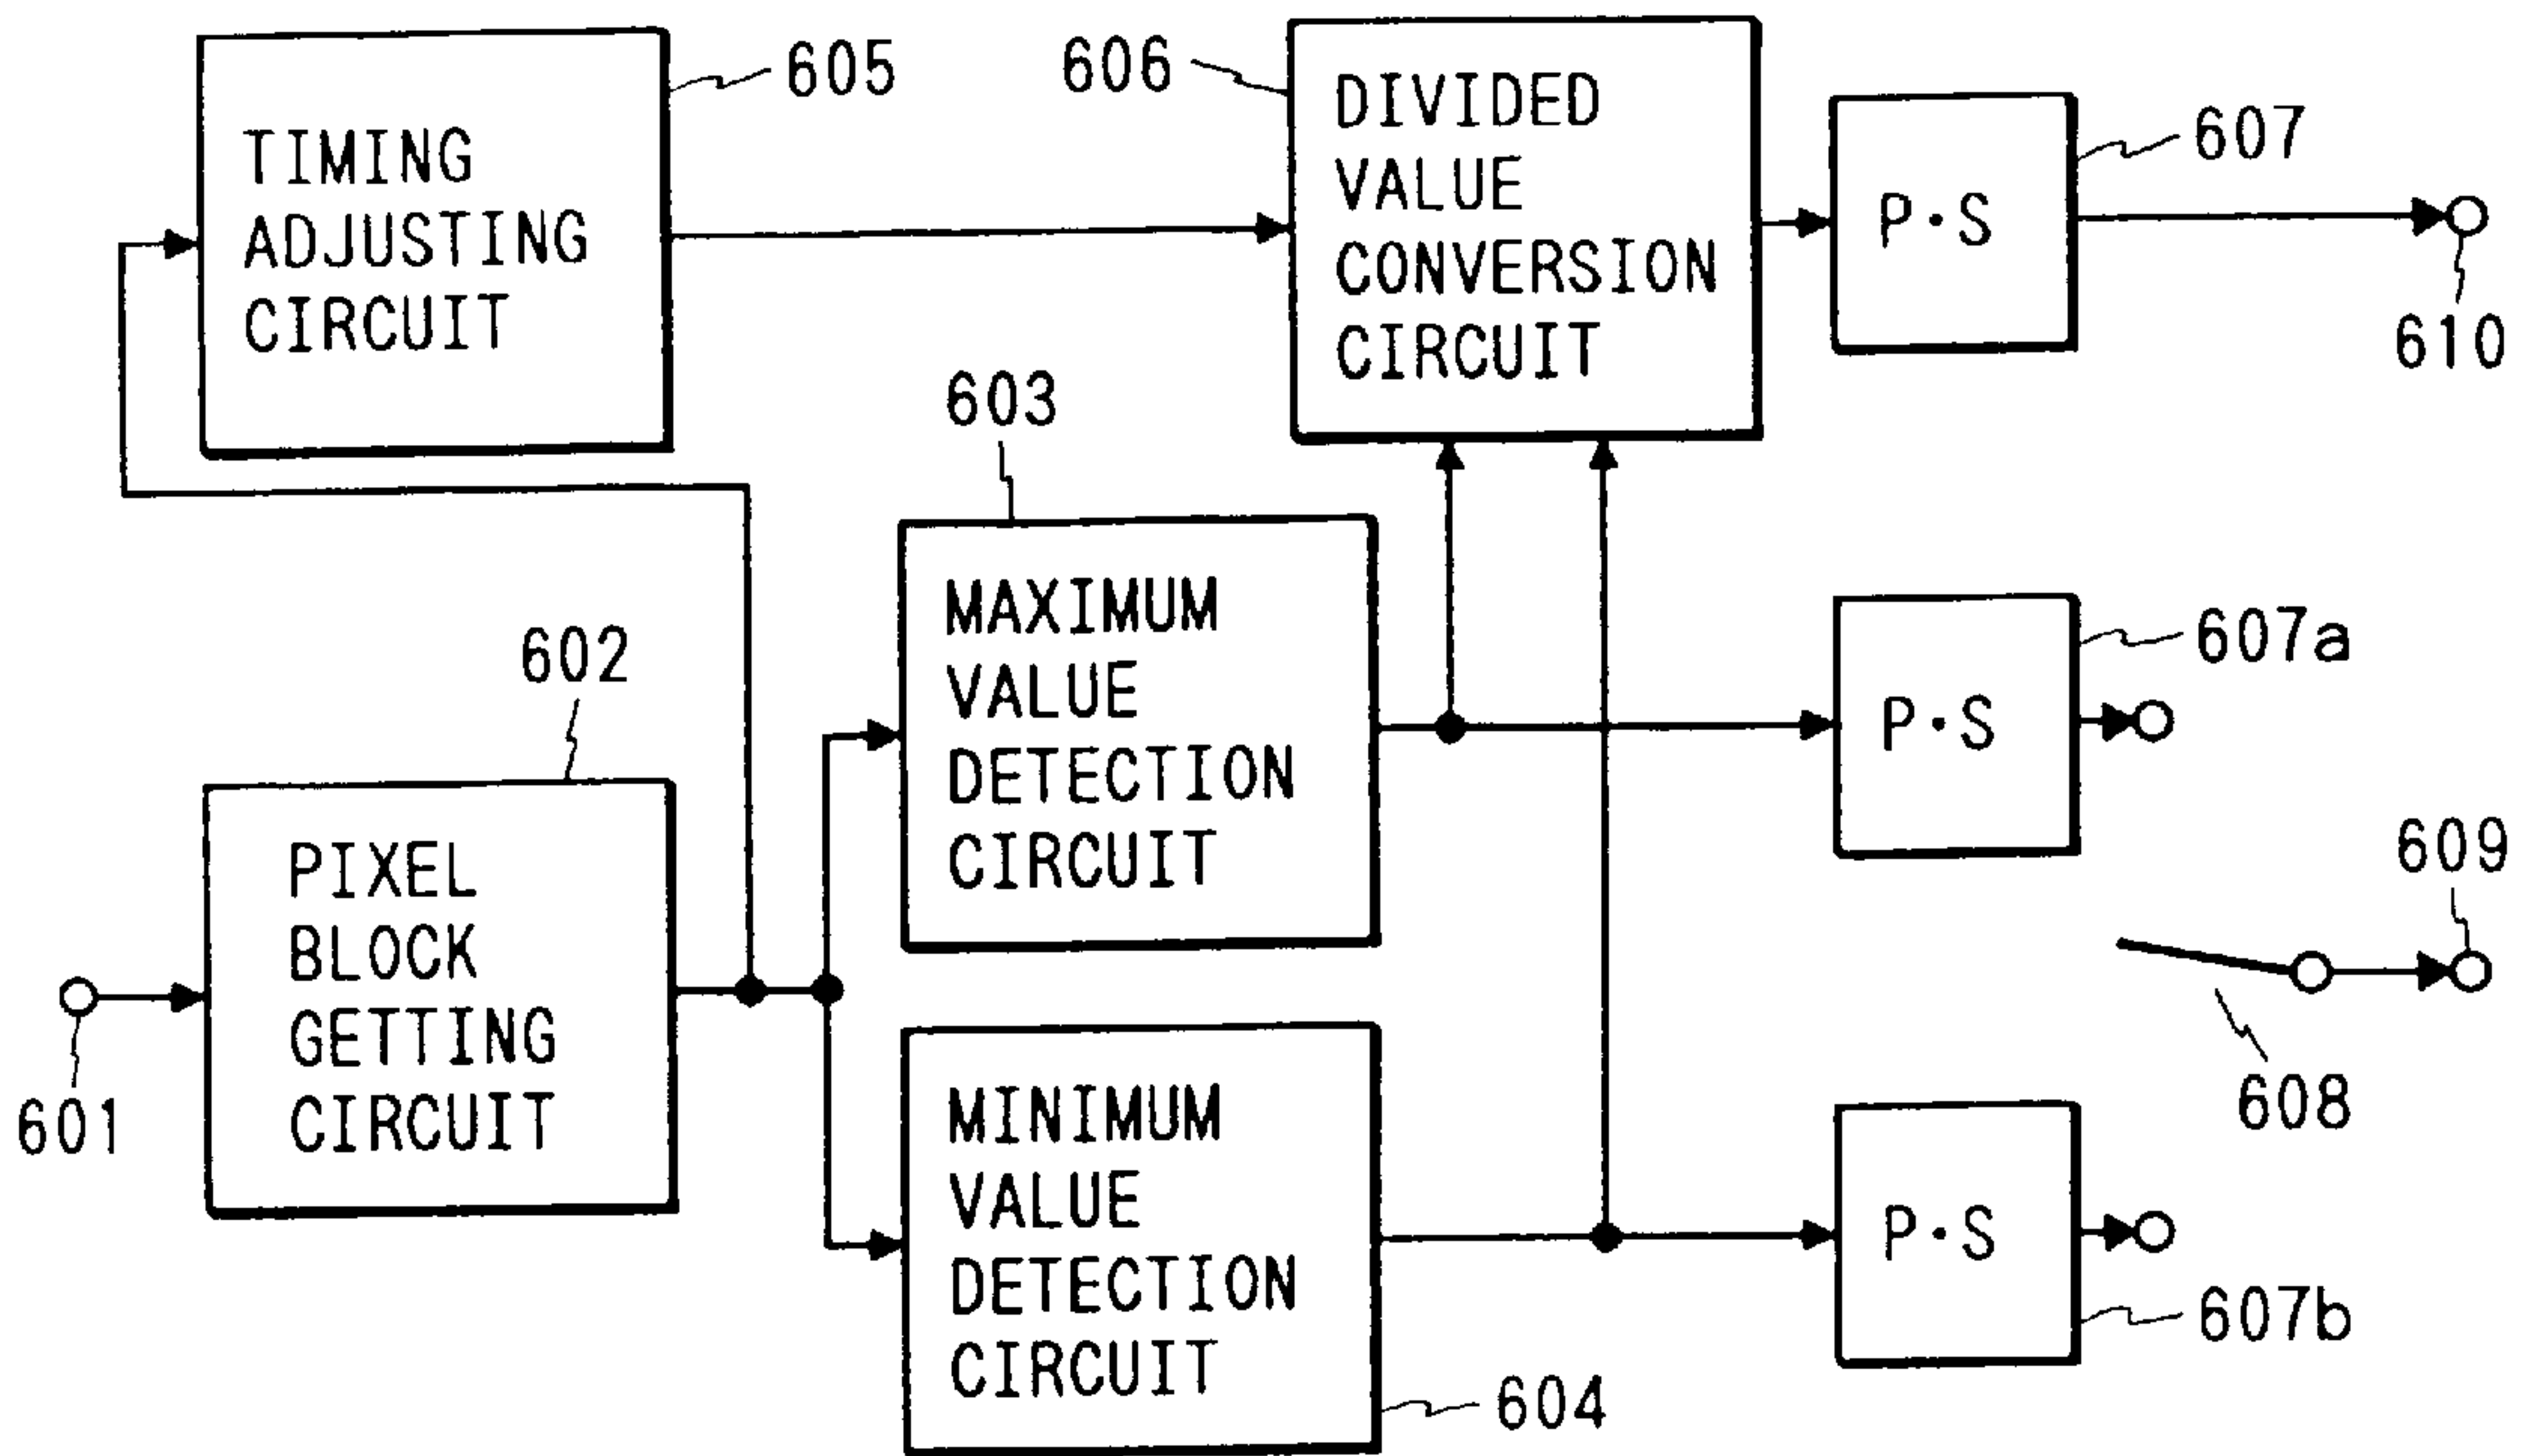 605
TIMING
ADJUSTING
CIRCUIT
606
DIVIDED
VALUE
CONVERSION
CIRCUIT
P·S
607
610
603
MAXIMUM
VALUE
DETECTION
CIRCUIT
P·S
607a
602
PIXEL
BLOCK
GETTING
CIRCUIT
601
609
608
MINIMUM
VALUE
DETECTION
CIRCUIT
604
P·S
607b